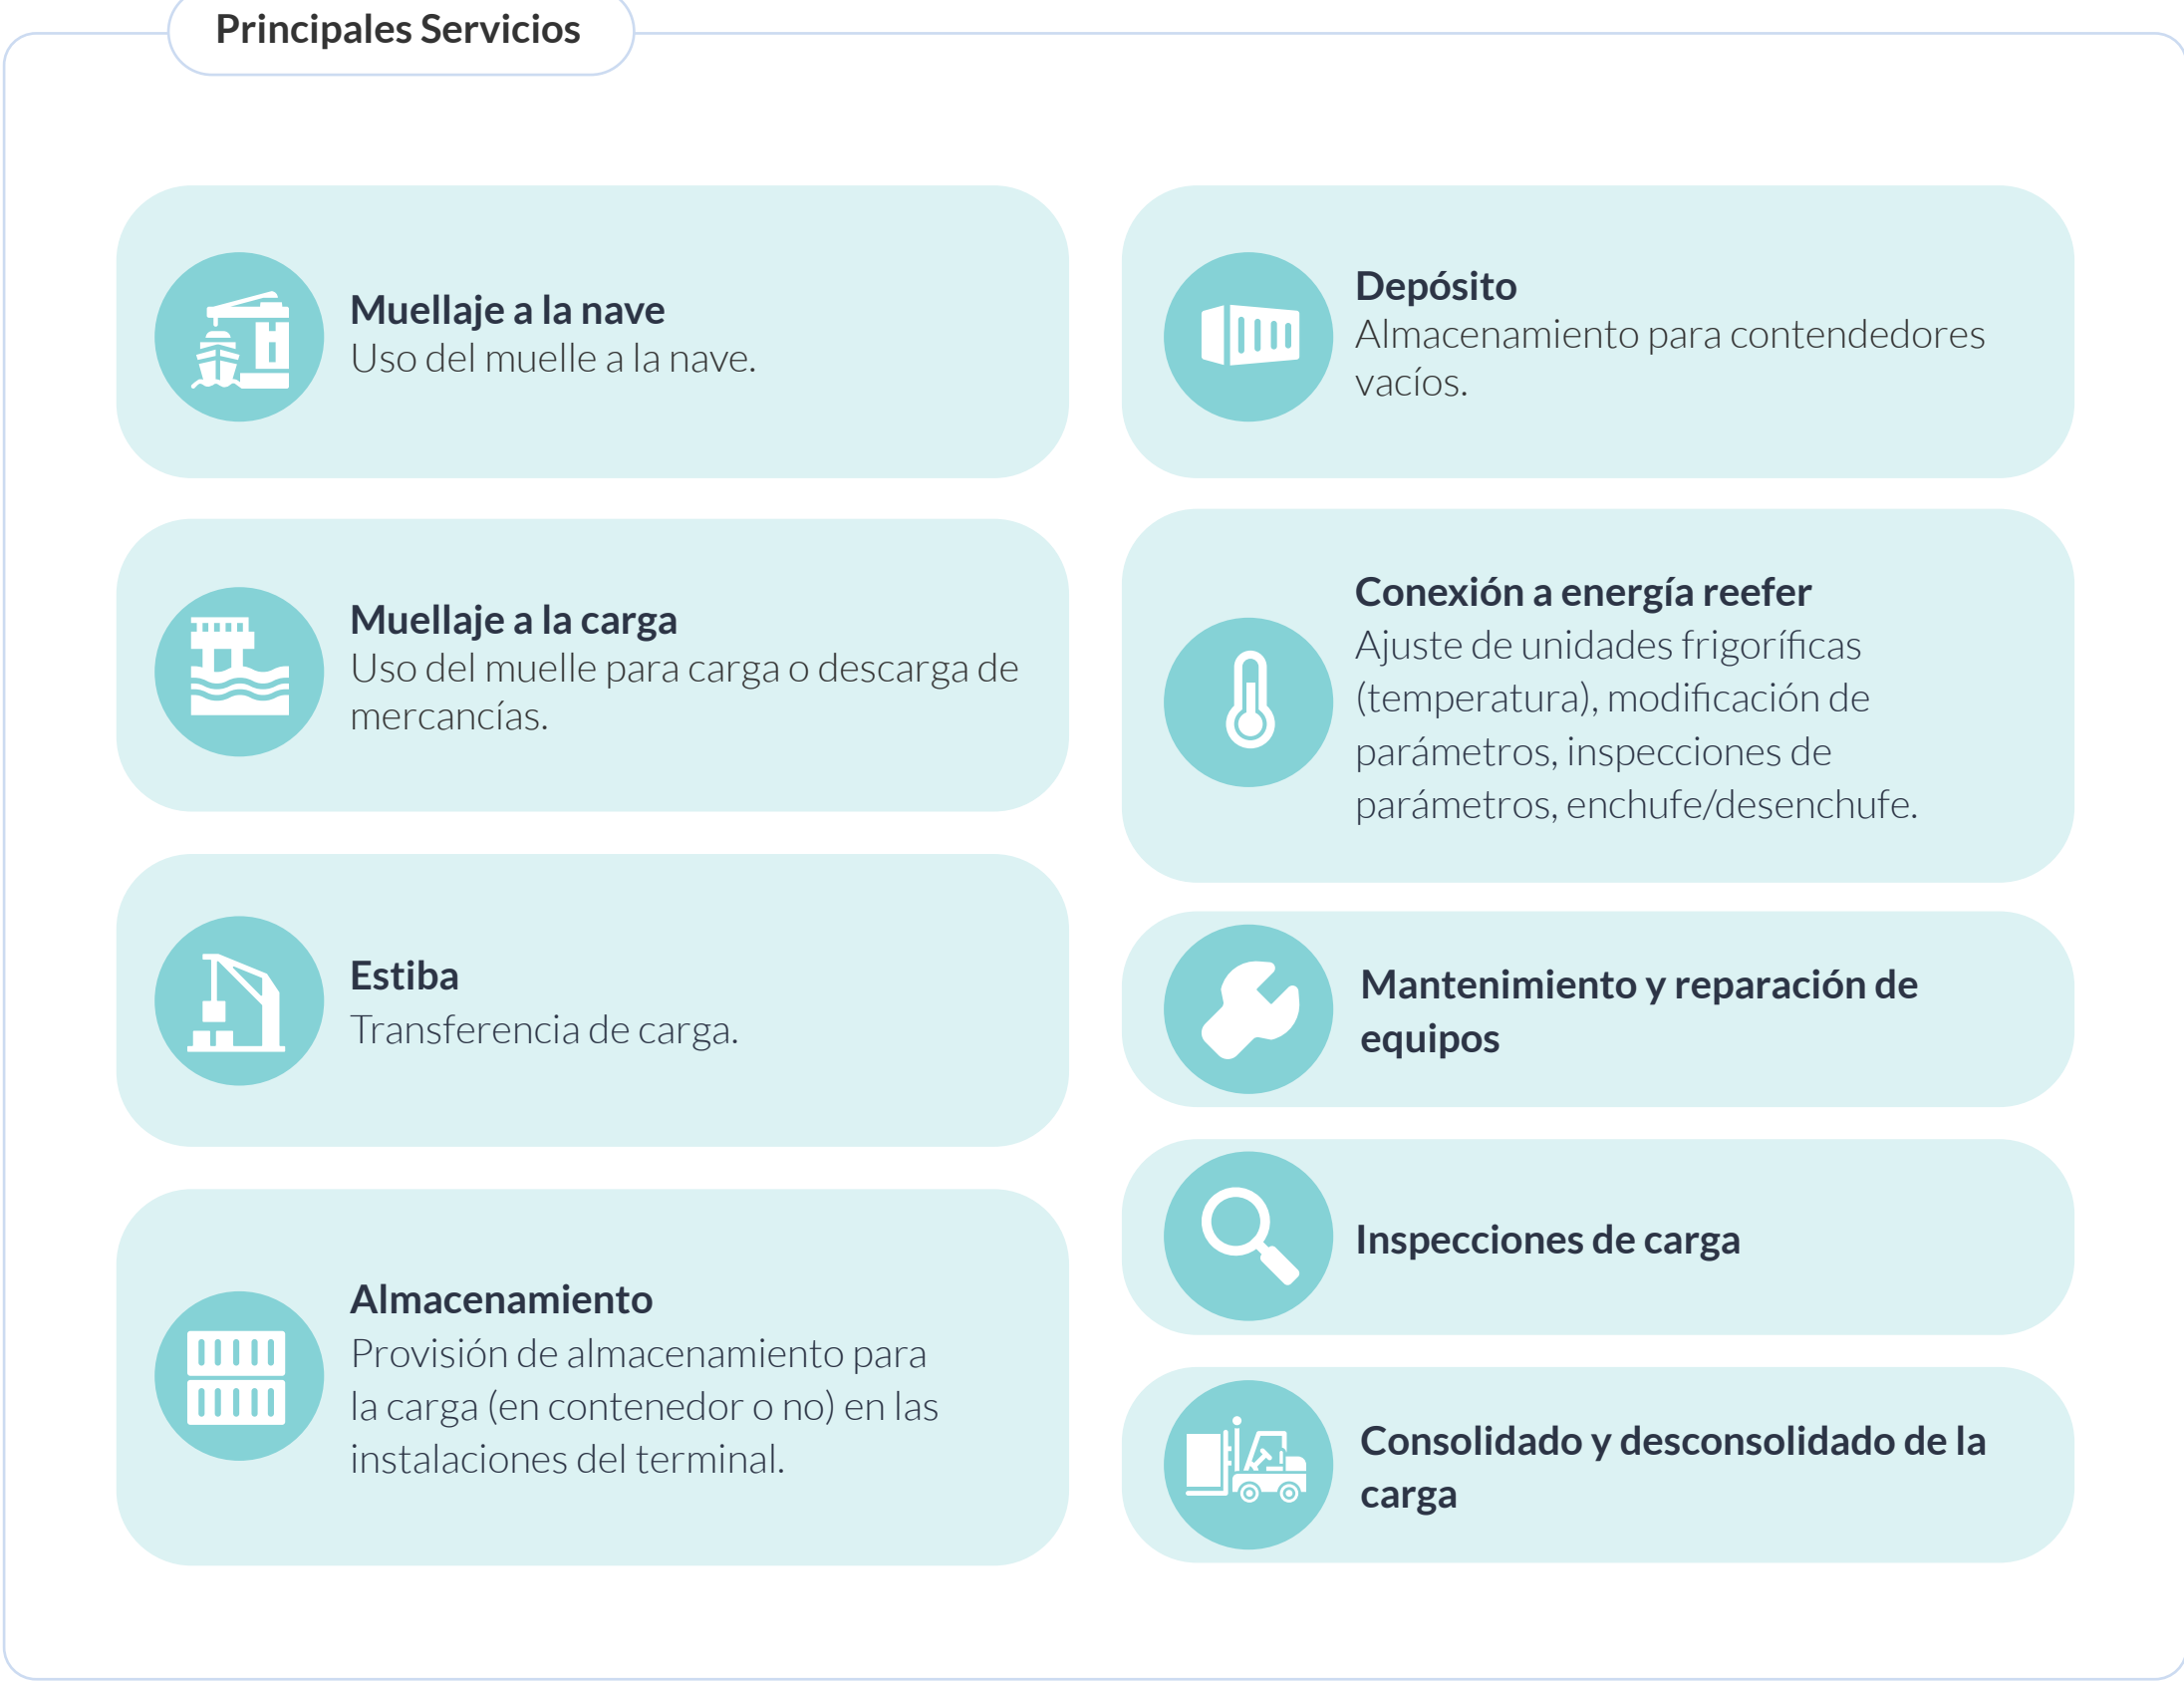 Principales Servicios
Muellaje a la nave
Uso del muelle a la nave.
Muellaje a la carga
Uso del muelle para carga o descarga de
mercancías.
Estiba
Transferencia de carga.
Almacenamiento
Provisión de almacenamiento para
la carga (en contenedor o no) en las
instalaciones del terminal.
Depósito
Almacenamiento para contendedores
vacíos.
Conexión a energía reefer
Ajuste de unidades frigoríficas
(temperatura), modificación de
parámetros, inspecciones de
parámetros, enchufe/desenchufe.
Mantenimiento y reparación de
equipos
Inspecciones de carga
Consolidado y desconsolidado de la
carga